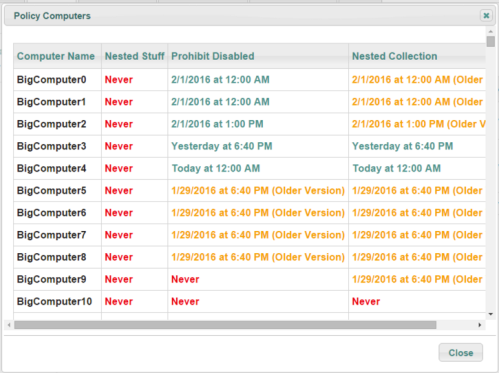 Policy Computers
Computer Name Nested Stuff Prohibit Disabled Nested Collection
BigComputer0 Never 2/1/2016 at 12:00 AM 2/1/2016 at 12:00 AM (Older
BigComputer1 Never 2/1/2016 at 12:00 AM 2/1/2016 at 12:00 AM (Older
BigComputer2 Never 2/1/2016 at 1:00 PM 2/1/2016 at 1:00 PM (Older V
BigComputer3 Never Yesterday at 6:40 PM Yesterday at 6:40 PM
BigComputer4 Never Today at 12:00 AM Today at 12:00 AM
BigComputer5 Never 1/29/2016 at 6:40 PM (Older Version) 1/29/2016 at 6:40 PM (Older
BigComputer6 Never 1/29/2016 at 6:40 PM (Older Version) 1/29/2016 at 6:40 PM (Older
BigComputer7 Never 1/29/2016 at 6:40 PM (Older Version) 1/29/2016 at 6:40 PM (Older
BigComputer8 Never 1/29/2016 at 6:40 PM (Older Version) 1/29/2016 at 6:40 PM (Older
BigComputer9 Never Never 1/29/2016 at 6:40 PM (Older
BigComputer10 Never Never Never
Close